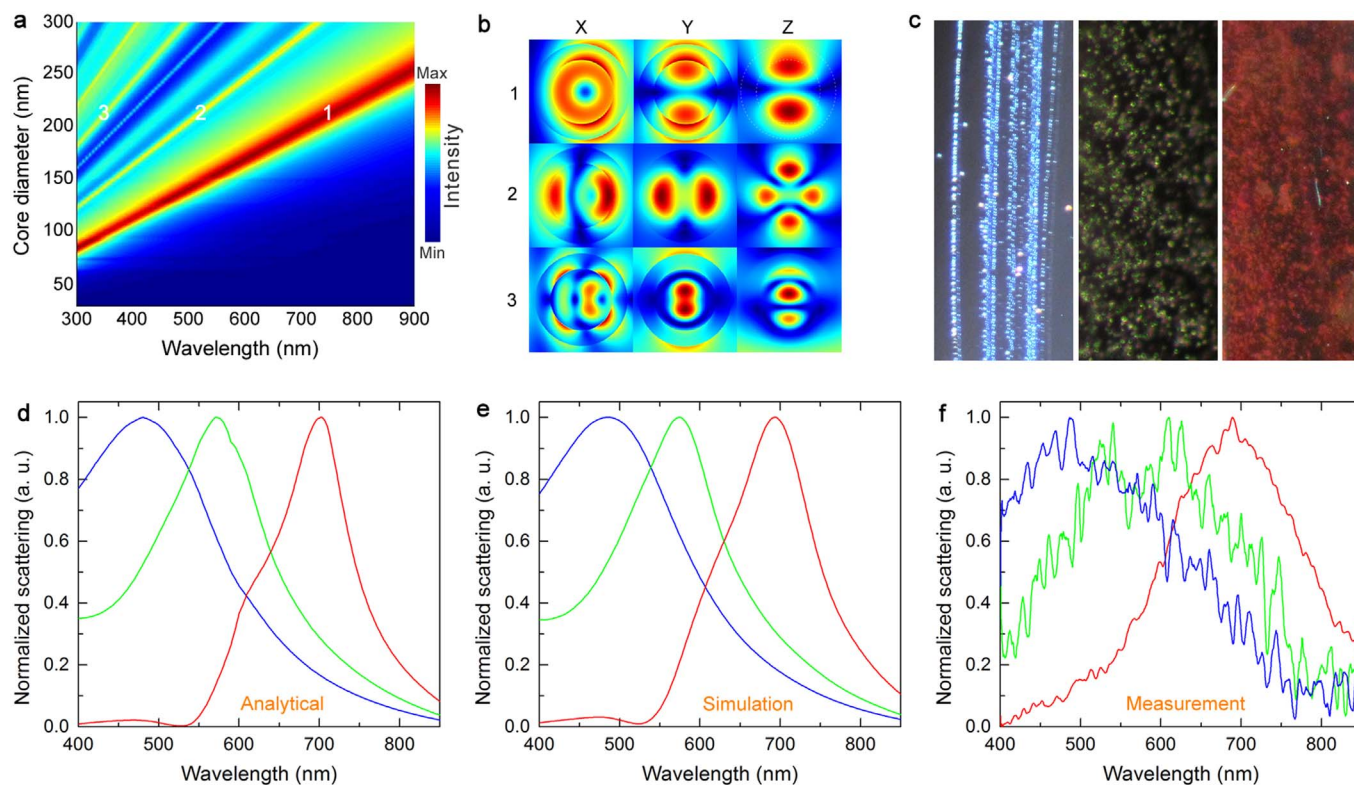 a
Core diameter (nm)
300
250
200
150
100
50
3
2
1
300 400 500 600 700 800 900
Wavelength (nm)
Max
Intensity
Min
b
X Y Z
1
2
3
c
d
Normalized scattering (a. u.)
1.0
0.8
0.6
0.4
0.2
0.0
Analytical
400 500 600 700 800
Wavelength (nm)
e
Normalized scattering (a. u.)
1.0
0.8
0.6
0.4
0.2
0.0
Simulation
400 500 600 700 800
Wavelength (nm)
f
Normalized scattering (a. u.)
1.0
0.8
0.6
0.4
0.2
0.0
Measurement
400 500 600 700 800
Wavelength (nm)